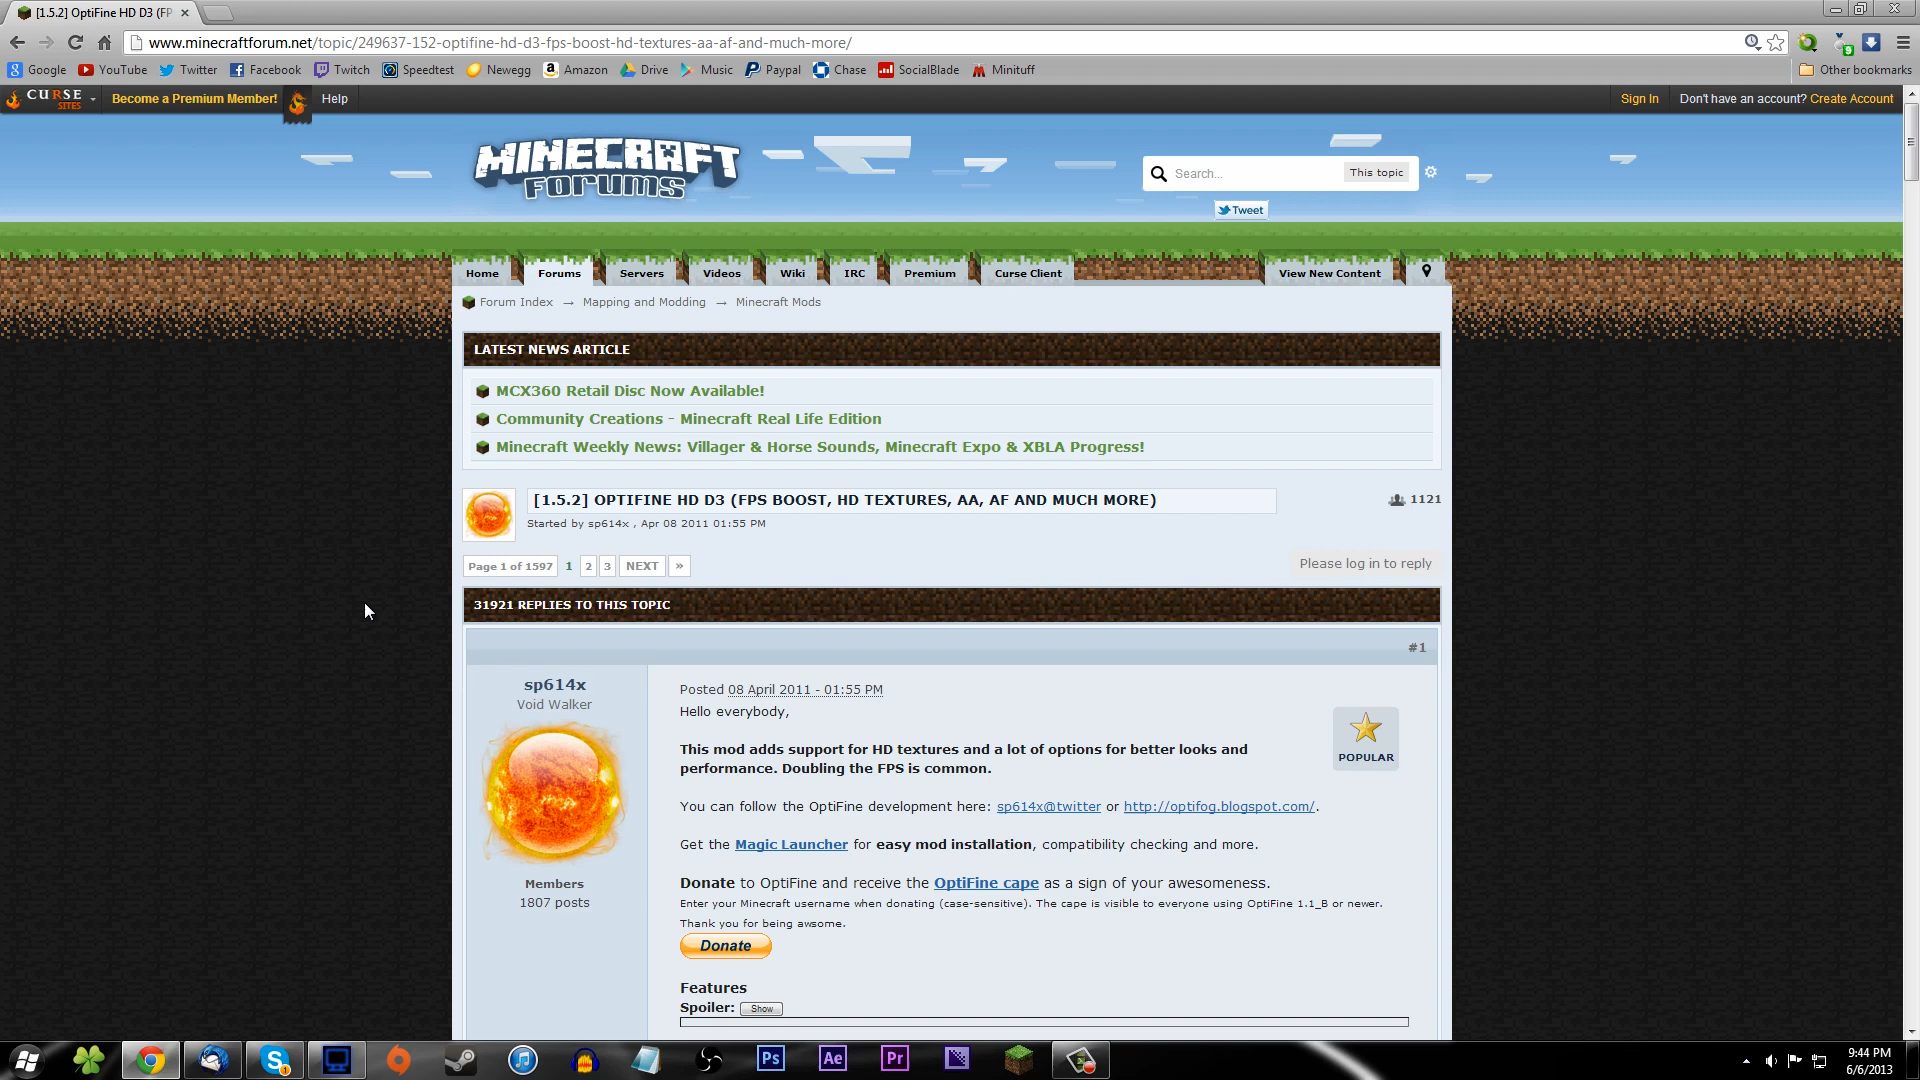 [1.5.2] OptiFine HD D3 (FP
www.minecraftforum.net/topic/249637-152-optifine-hd-d3-fps-boost-hd-textures-aa-af-and-much-more/
Google YouTube Twitter Facebook Twitch Speedtest Newegg Amazon Drive Music Paypal Chase SocialBlade Minituff Other bookmarks
CURSE SITES Become a Premium Member! Help Sign In Don't have an account? Create Account
MINECRAFT FORUMS
Search... This topic
Tweet
Home Forums Servers Videos Wiki IRC Premium Curse Client View New Content
Forum Index → Mapping and Modding → Minecraft Mods
LATEST NEWS ARTICLE
MCX360 Retail Disc Now Available!
Community Creations - Minecraft Real Life Edition
Minecraft Weekly News: Villager & Horse Sounds, Minecraft Expo & XBLA Progress!
[1.5.2] OPTIFINE HD D3 (FPS BOOST, HD TEXTURES, AA, AF AND MUCH MORE) 1121
Started by sp614x , Apr 08 2011 01:55 PM
Page 1 of 1597 1 2 3 NEXT » Please log in to reply
31921 REPLIES TO THIS TOPIC
#1
sp614x
Void Walker
Members
1807 posts
Posted 08 April 2011 - 01:55 PM
Hello everybody,
POPULAR
This mod adds support for HD textures and a lot of options for better looks and
performance. Doubling the FPS is common.
You can follow the OptiFine development here: sp614x@twitter or http://optifog.blogspot.com/.
Get the Magic Launcher for easy mod installation, compatibility checking and more.
Donate to OptiFine and receive the OptiFine cape as a sign of your awesomeness.
Enter your Minecraft username when donating (case-sensitive). The cape is visible to everyone using OptiFine 1.1_B or newer.
Thank you for being awsome.
Donate
Features
Spoiler: Show
Ps Ae Pr
9:44 PM
6/6/2013